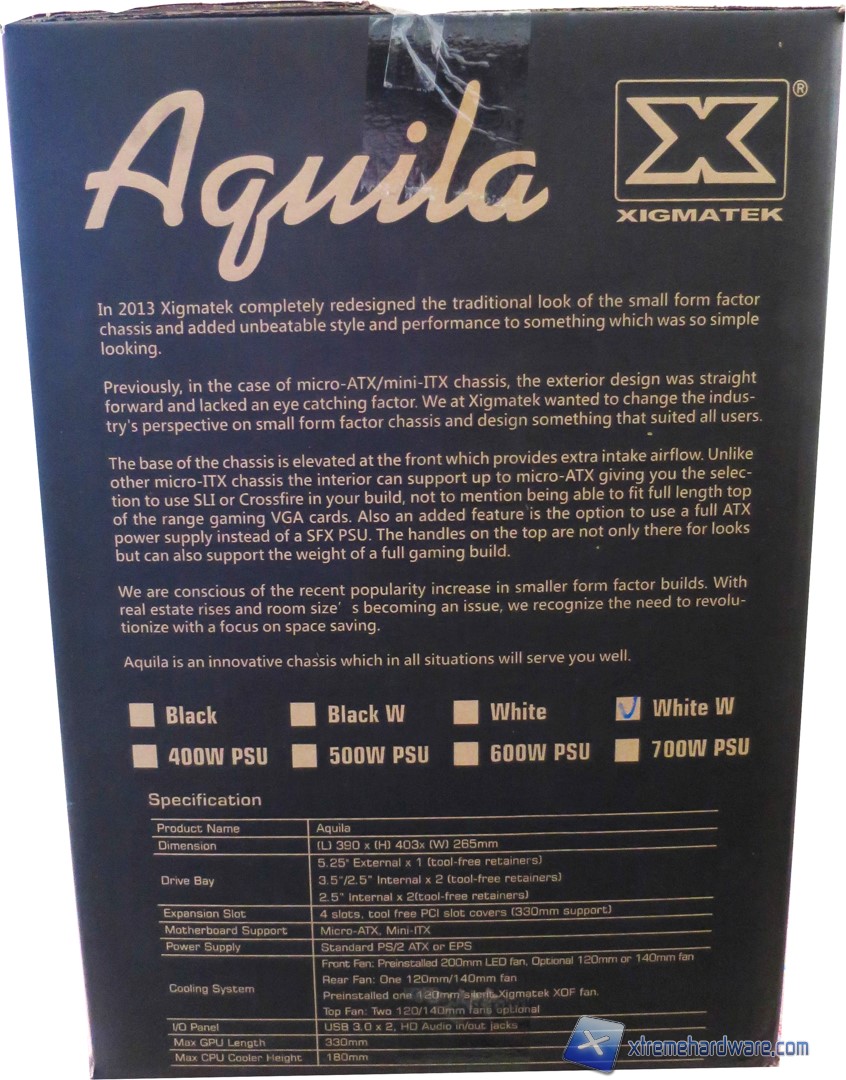 Aquila
®
XIGMATEK
In 2013 Xigmatek completely redesigned the traditional look of the small form factor
chassis and added unbeatable style and performance to something which was so simple
looking.
Previously, in the case of micro-ATX/mini-ITX chassis, the exterior design was straight
forward and lacked an eye catching factor. We at Xigmatek wanted to change the indus-
try's perspective on small form factor chassis and design something that suited all users.
The base of the chassis is elevated at the front which provides extra intake airflow. Unlike
other micro-ITX chassis the interior can support up to micro-ATX giving you the selec-
tion to use SLI or Crossfire in your build, not to mention being able to fit full length top
of the range gaming VGA cards. Also an added feature is the option to use a full ATX
power supply instead of a SFX PSU. The handles on the top are not only there for looks
but can also support the weight of a full gaming build.
We are conscious of the recent popularity increase in smaller form factor builds. With
real estate rises and room size' s becoming an issue, we recognize the need to revolu-
tionize with a focus on space saving.
Aquila is an innovative chassis which in all situations will serve you well.
Black Black W White White W
400W PSU 500W PSU 600W PSU 700W PSU
Specification
Product Name Aquila
Dimension (L) 390 x (H) 403x (W) 265mm
Drive Bay 5.25" External x 1 (tool-free retainers)
3.5"/2.5" Internal x 2 (tool-free retainers)
2.5" Internal x 2(tool-free retainers)
Expansion Slot 4 slots, tool free PCI slot covers (330mm support)
Motherboard Support Micro-ATX, Mini-ITX
Power Supply Standard PS/2 ATX or EPS
Cooling System Front Fan: Preinstalled 200mm LED fan, Optional 120mm or 140mm fan
Rear Fan: One 120mm/140mm fan
Preinstalled one 120mm silent Xigmatek XOF fan.
Top Fan: Two 120/140mm fans optional
I/O Panel USB 3.0 x 2, HD Audio in/out jacks
Max GPU Length 330mm
Max CPU Cooler Height 180mm
xtremehardware.com